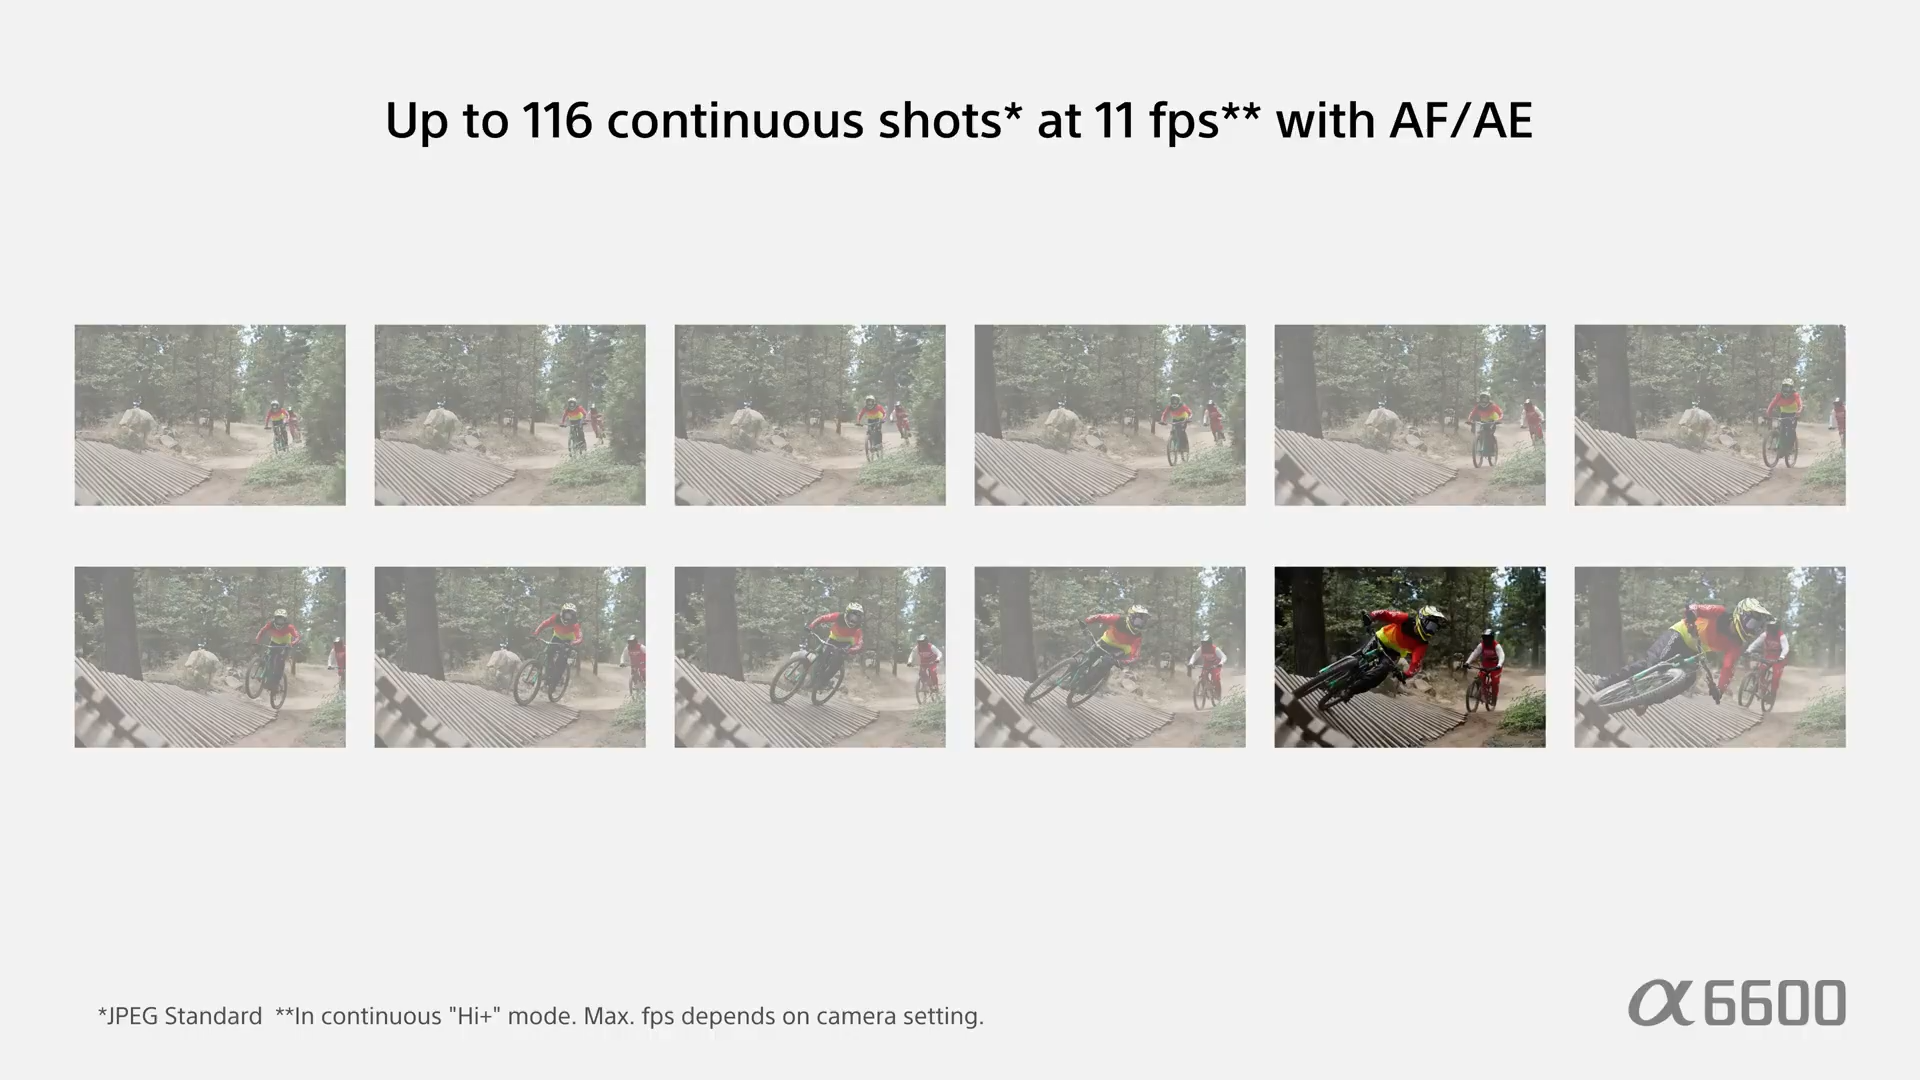 Up to 116 continuous shots* at 11 fps** with AF/AE
*JPEG Standard  **In continuous "Hi+" mode. Max. fps depends on camera setting.
α6600